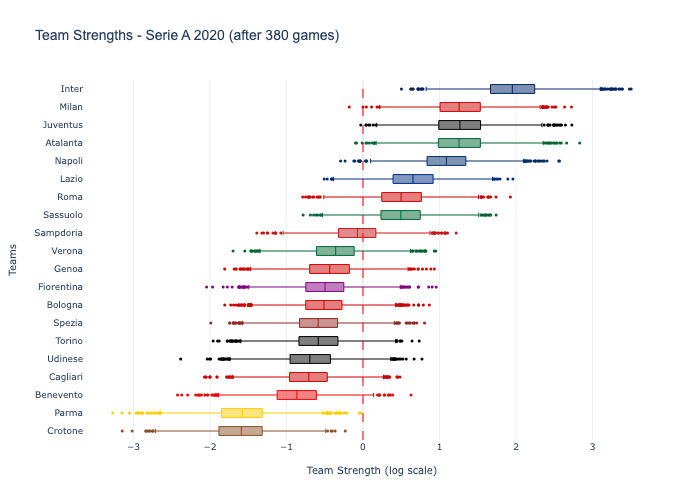 Team Strengths - Serie A 2020 (after 380 games)
Inter
Milan
Juventus
Atalanta
Napoli
Lazio
Roma
Sassuolo
Sampdoria
Verona
Genoa
Fiorentina
Bologna
Spezia
Torino
Udinese
Cagliari
Benevento
Parma
Crotone
Teams
−3 −2 −1 0 1 2 3
Team Strength (log scale)